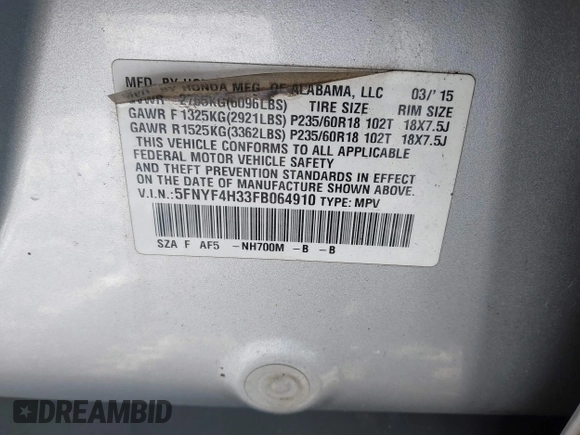 MFD. BY HONDA MFG. OF ALABAMA, LLC 03/'15
GVWR 2765KG(6096LBS) TIRE SIZE RIM SIZE
GAWR F 1325KG(2921LBS) P235/60R18 102T 18X7.5J
GAWR R1525KG(3362LBS) P235/60R18 102T 18X7.5J
THIS VEHICLE CONFORMS TO ALL APPLICABLE
FEDERAL MOTOR VEHICLE SAFETY
AND THEFT PREVENTION STANDARDS IN EFFECT
ON THE DATE OF MANUFACTURE SHOWN ABOVE.
V.I.N.:5FNYF4H33FB064910 TYPE: MPV
SZA F AF5 -NH700M -B -B
DREAMBID